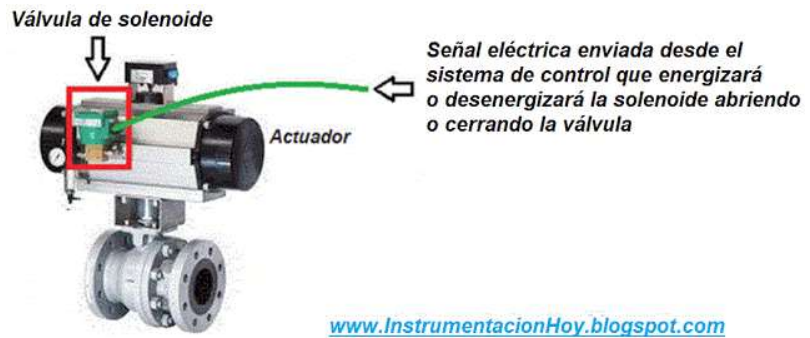 Válvula de solenoide
Señal eléctrica enviada desde el
sistema de control que energizará
o desenergizará la solenoide abriendo
o cerrando la válvula
Actuador
www.InstrumentacionHoy.blogspot.com